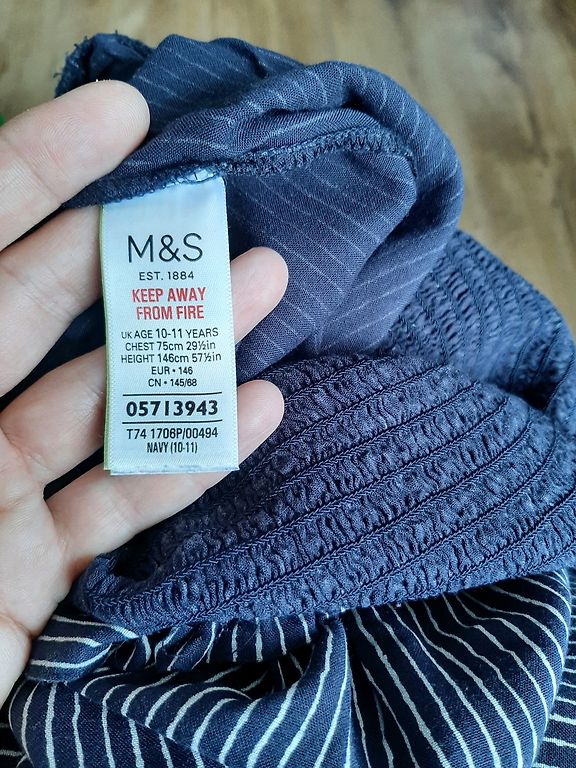 M&S
EST. 1884
KEEP AWAY
FROM FIRE
UK AGE 10-11 YEARS
CHEST 75cm 29½in
HEIGHT 146cm 57½in
EUR • 146
CN • 145/68
05713943
T74 1706P/00494
NAVY (10-11)